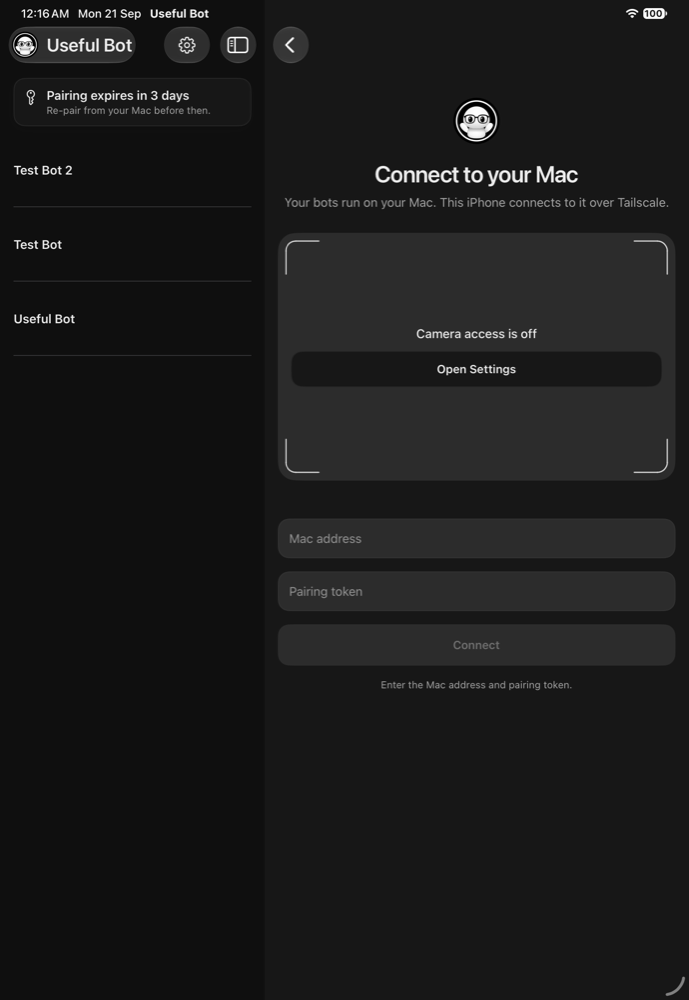 12:16 AM Mon 21 Sep Useful Bot
100
Useful Bot
Pairing expires in 3 days
Re-pair from your Mac before then.
Test Bot 2
Test Bot
Useful Bot
Connect to your Mac
Your bots run on your Mac. This iPhone connects to it over Tailscale.
Camera access is off
Open Settings
Mac address
Pairing token
Connect
Enter the Mac address and pairing token.